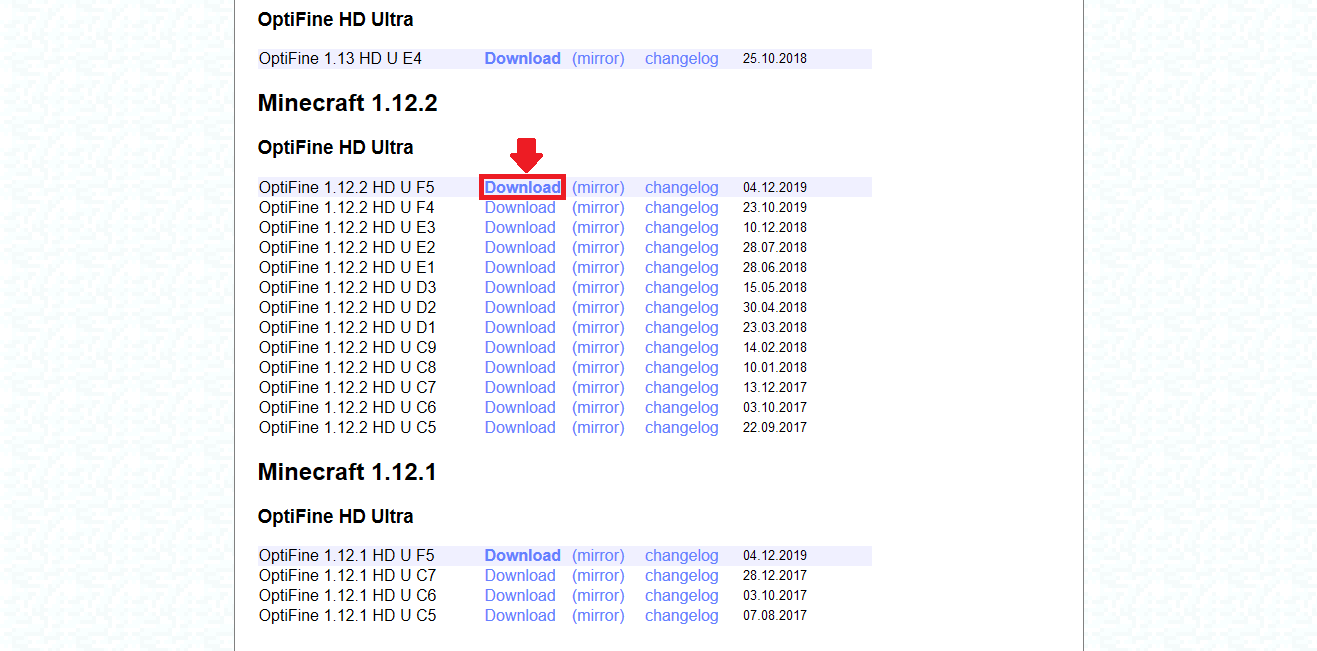 OptiFine HD Ultra
OptiFine 1.13 HD U E4 Download (mirror) changelog 25.10.2018
Minecraft 1.12.2
OptiFine HD Ultra
OptiFine 1.12.2 HD U F5 Download (mirror) changelog 04.12.2019
OptiFine 1.12.2 HD U F4 Download (mirror) changelog 23.10.2019
OptiFine 1.12.2 HD U E3 Download (mirror) changelog 10.12.2018
OptiFine 1.12.2 HD U E2 Download (mirror) changelog 28.07.2018
OptiFine 1.12.2 HD U E1 Download (mirror) changelog 28.06.2018
OptiFine 1.12.2 HD U D3 Download (mirror) changelog 15.05.2018
OptiFine 1.12.2 HD U D2 Download (mirror) changelog 30.04.2018
OptiFine 1.12.2 HD U D1 Download (mirror) changelog 23.03.2018
OptiFine 1.12.2 HD U C9 Download (mirror) changelog 14.02.2018
OptiFine 1.12.2 HD U C8 Download (mirror) changelog 10.01.2018
OptiFine 1.12.2 HD U C7 Download (mirror) changelog 13.12.2017
OptiFine 1.12.2 HD U C6 Download (mirror) changelog 03.10.2017
OptiFine 1.12.2 HD U C5 Download (mirror) changelog 22.09.2017
Minecraft 1.12.1
OptiFine HD Ultra
OptiFine 1.12.1 HD U F5 Download (mirror) changelog 04.12.2019
OptiFine 1.12.1 HD U C7 Download (mirror) changelog 28.12.2017
OptiFine 1.12.1 HD U C6 Download (mirror) changelog 03.10.2017
OptiFine 1.12.1 HD U C5 Download (mirror) changelog 07.08.2017